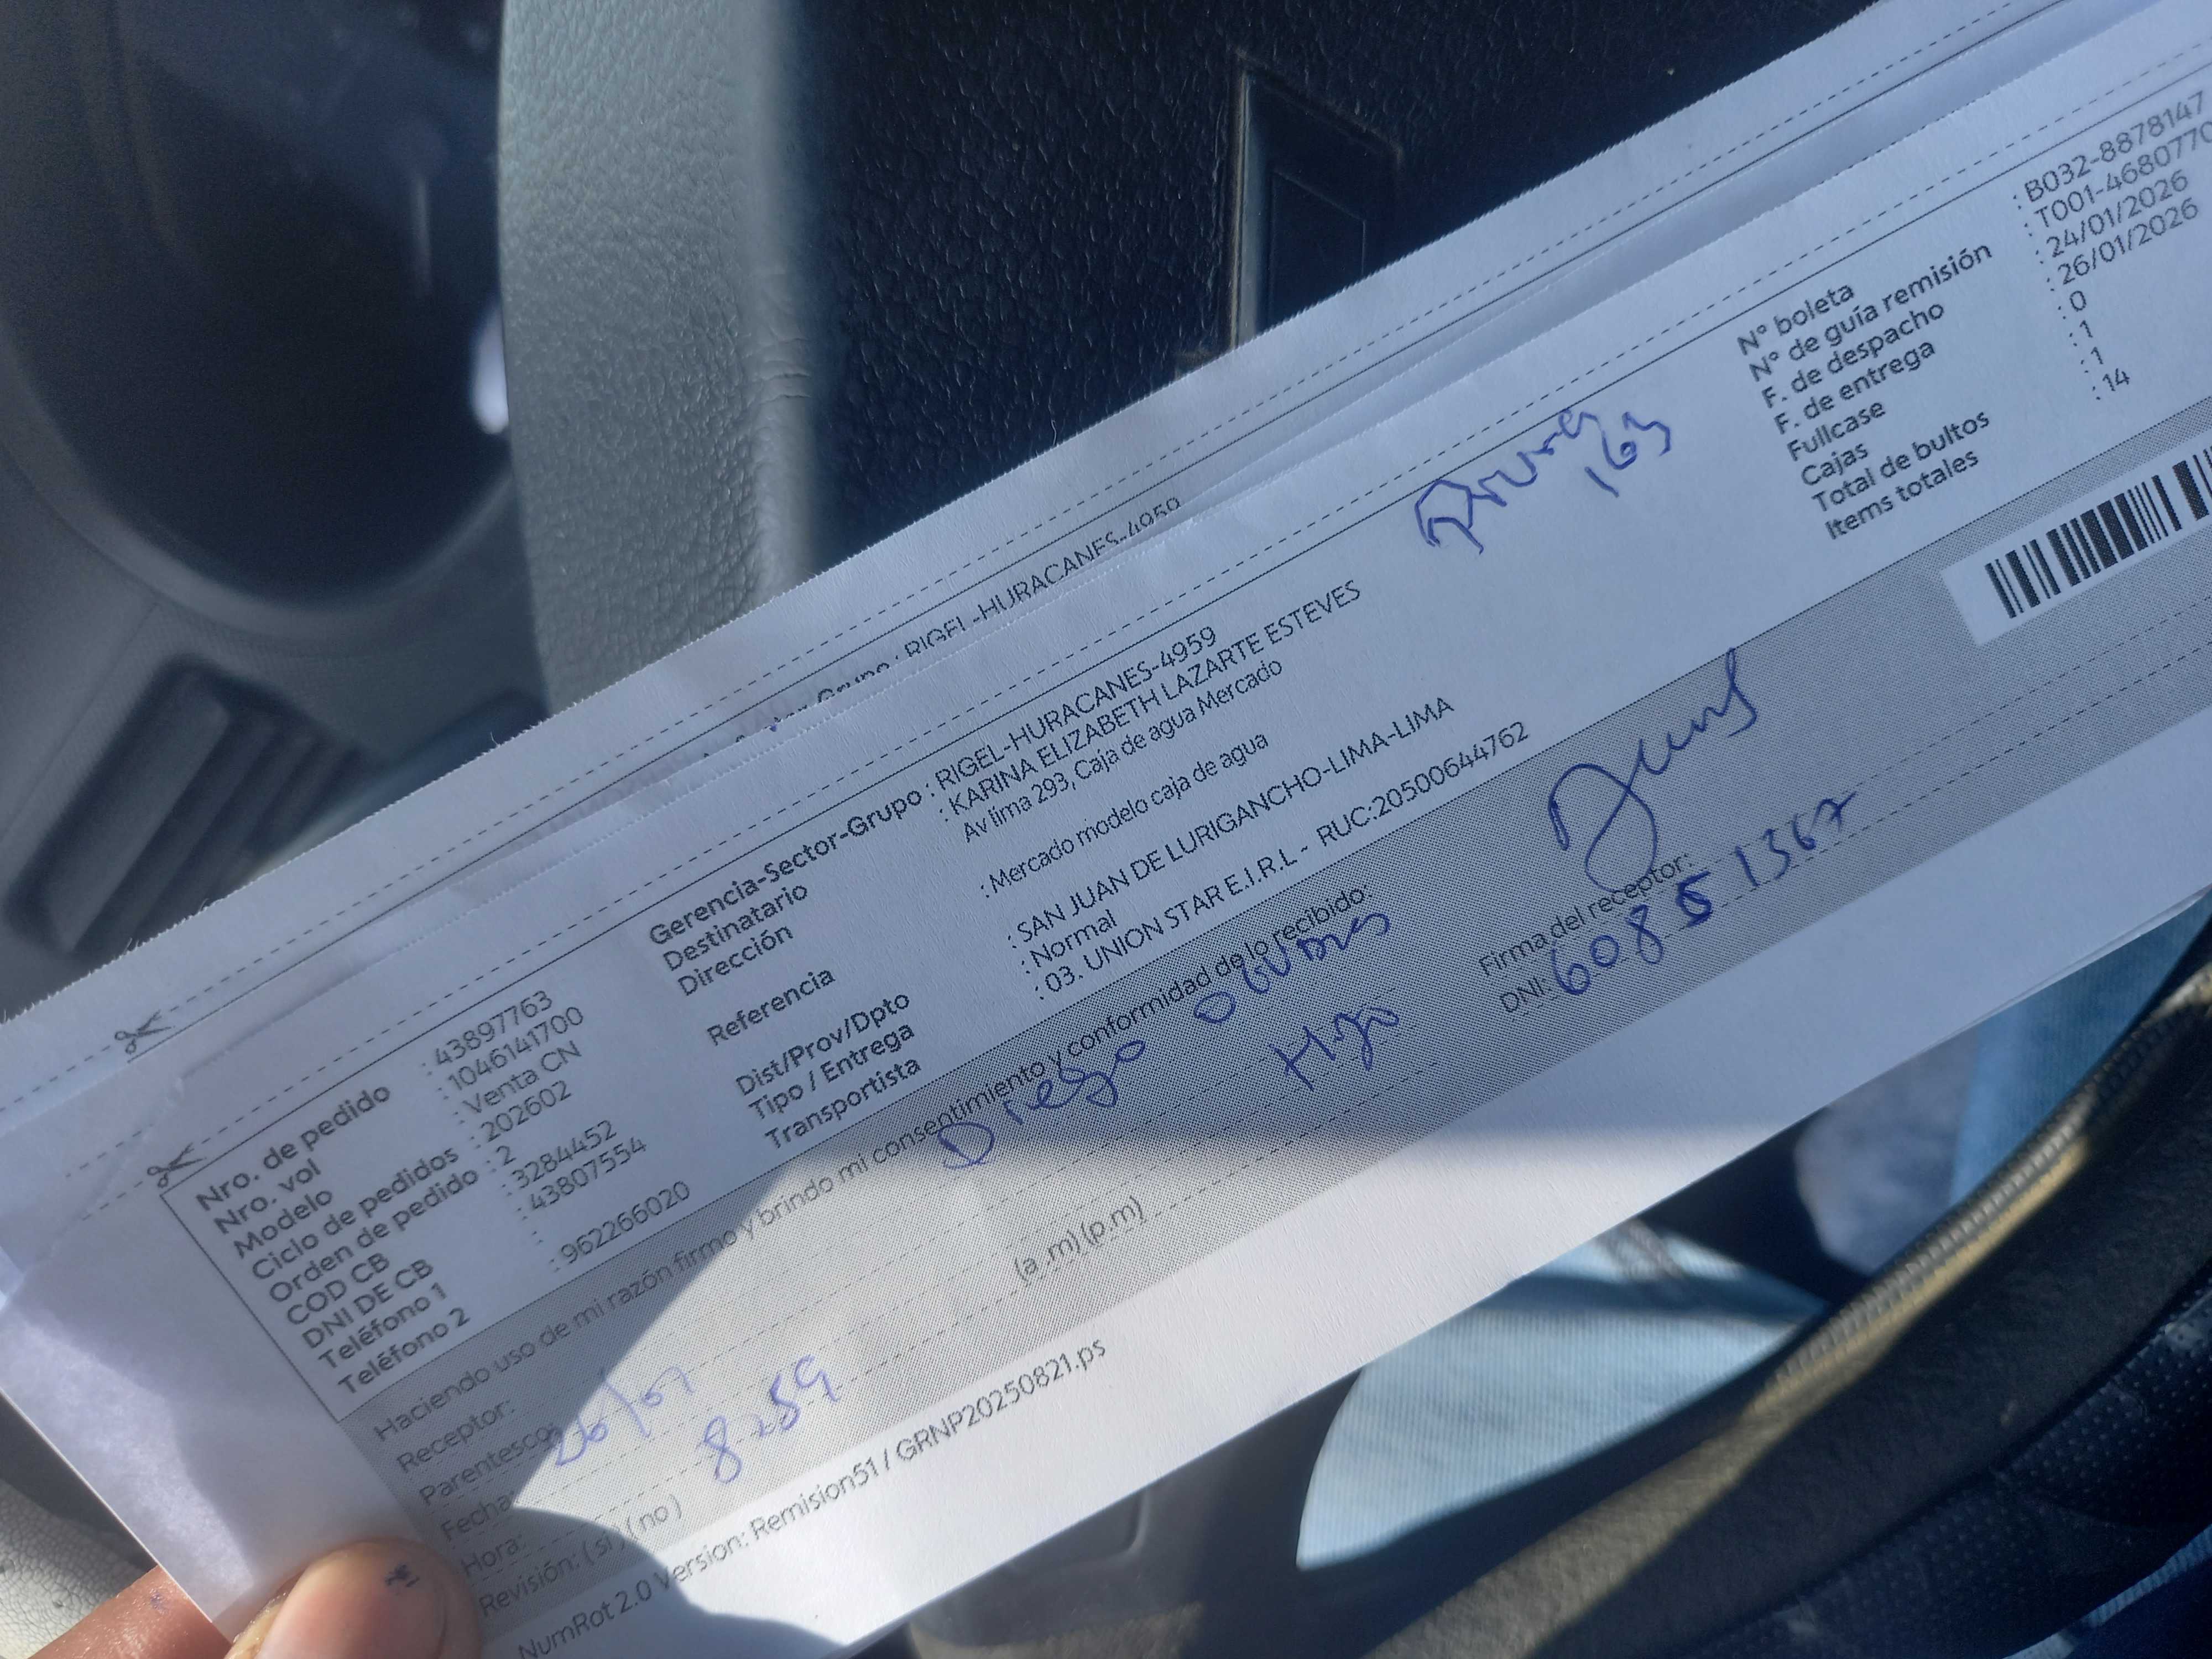 RIGEL-HURACANES-4959
Nro. de pedido : 43897763
Nro. vol : 1046141700
Modelo : Venta CN
Ciclo de pedidos : 202602
Orden de pedido : 2
COD CB : 3284452
DNI DE CB : 43807554
Teléfono 1 :
Teléfono 2 : 962266020
Gerencia-Sector-Grupo : RIGEL-HURACANES-4959
Destinatario : KARINA ELIZABETH LAZARTE ESTEVES
Dirección Av lima 293, Caja de agua Mercado
Referencia : Mercado modelo caja de agua
Dist/Prov/Dpto : SAN JUAN DE LURIGANCHO-LIMA-LIMA
Tipo / Entrega : Normal
Transportista : 03. UNION STAR E.I.R.L - RUC:20500644762
163
N° boleta : B032-8878147
N° de guía remisión : T001-4680770
F. de despacho : 24/01/2026
F. de entrega : 26/01/2026
Fullcase : 0
Cajas : 1
Total de bultos : 1
Items totales : 14
Haciendo uso de mi razón firmo y brindo mi consentimiento y conformidad de lo recibido:
Receptor: Diego
Parentesco: Hijo
Fecha: 26/01
Hora: 8:59 (a .m) (p.m)
Revisión: ( si ) ( no )
Firma del receptor:
DNI: 60851367
NumRot 2.0 Version: Remision51 / GRNP20250821.ps